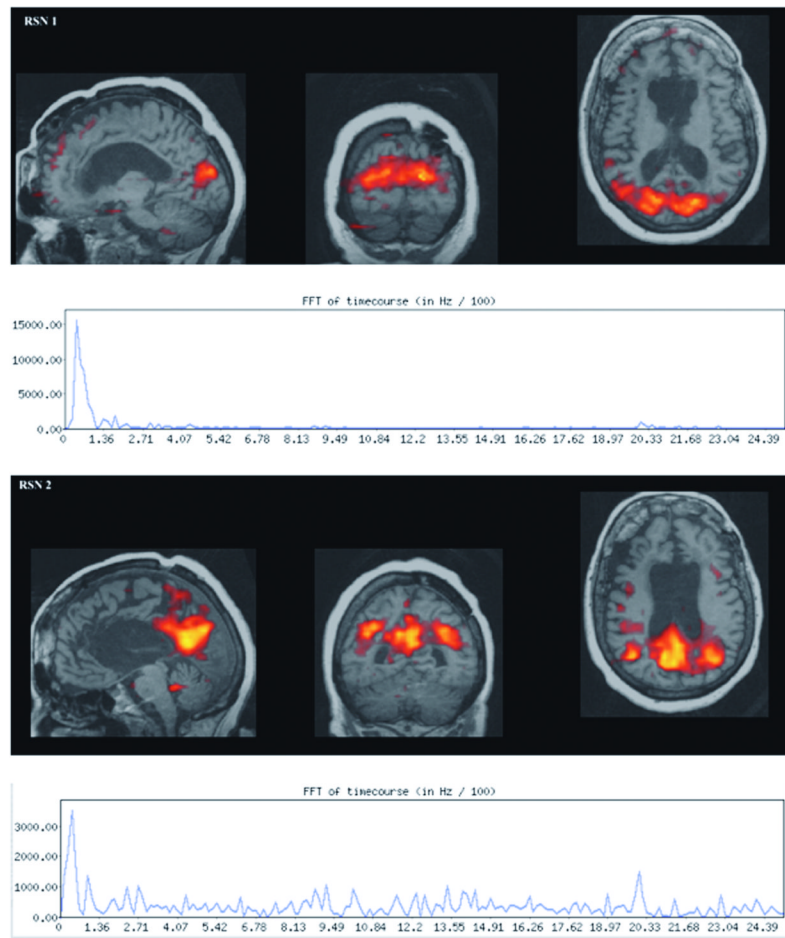 RSN 1
FFT of timecourse (in Hz / 100)
15000.00
10000.00
5000.00
0.00
0 1.36 2.71 4.07 5.42 6.78 8.13 9.49 10.84 12.2 13.55 14.91 16.26 17.62 18.97 20.33 21.68 23.04 24.39
RSN 2
FFT of timecourse (in Hz / 100)
3000.00
2000.00
1000.00
0.00
0 1.36 2.71 4.07 5.42 6.78 8.13 9.49 10.84 12.2 13.55 14.91 16.26 17.62 18.97 20.33 21.68 23.04 24.39